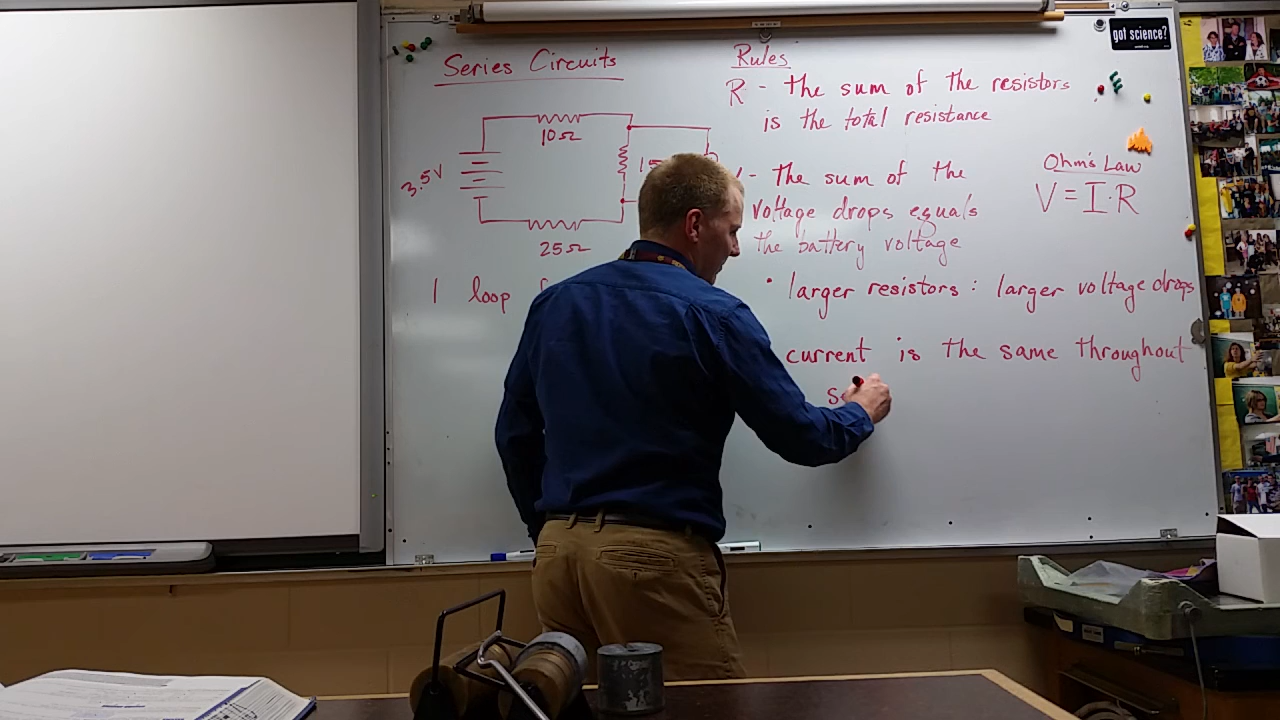 got science?
Series Circuits
Rules
R - the sum of the resistors
is the total resistance
10Ω
3.5V
25Ω
1 loop
- the sum of the
voltage drops equals
the battery voltage
Ohm's Law
V = I·R
• larger resistors : larger voltage drops
current is the same throughout